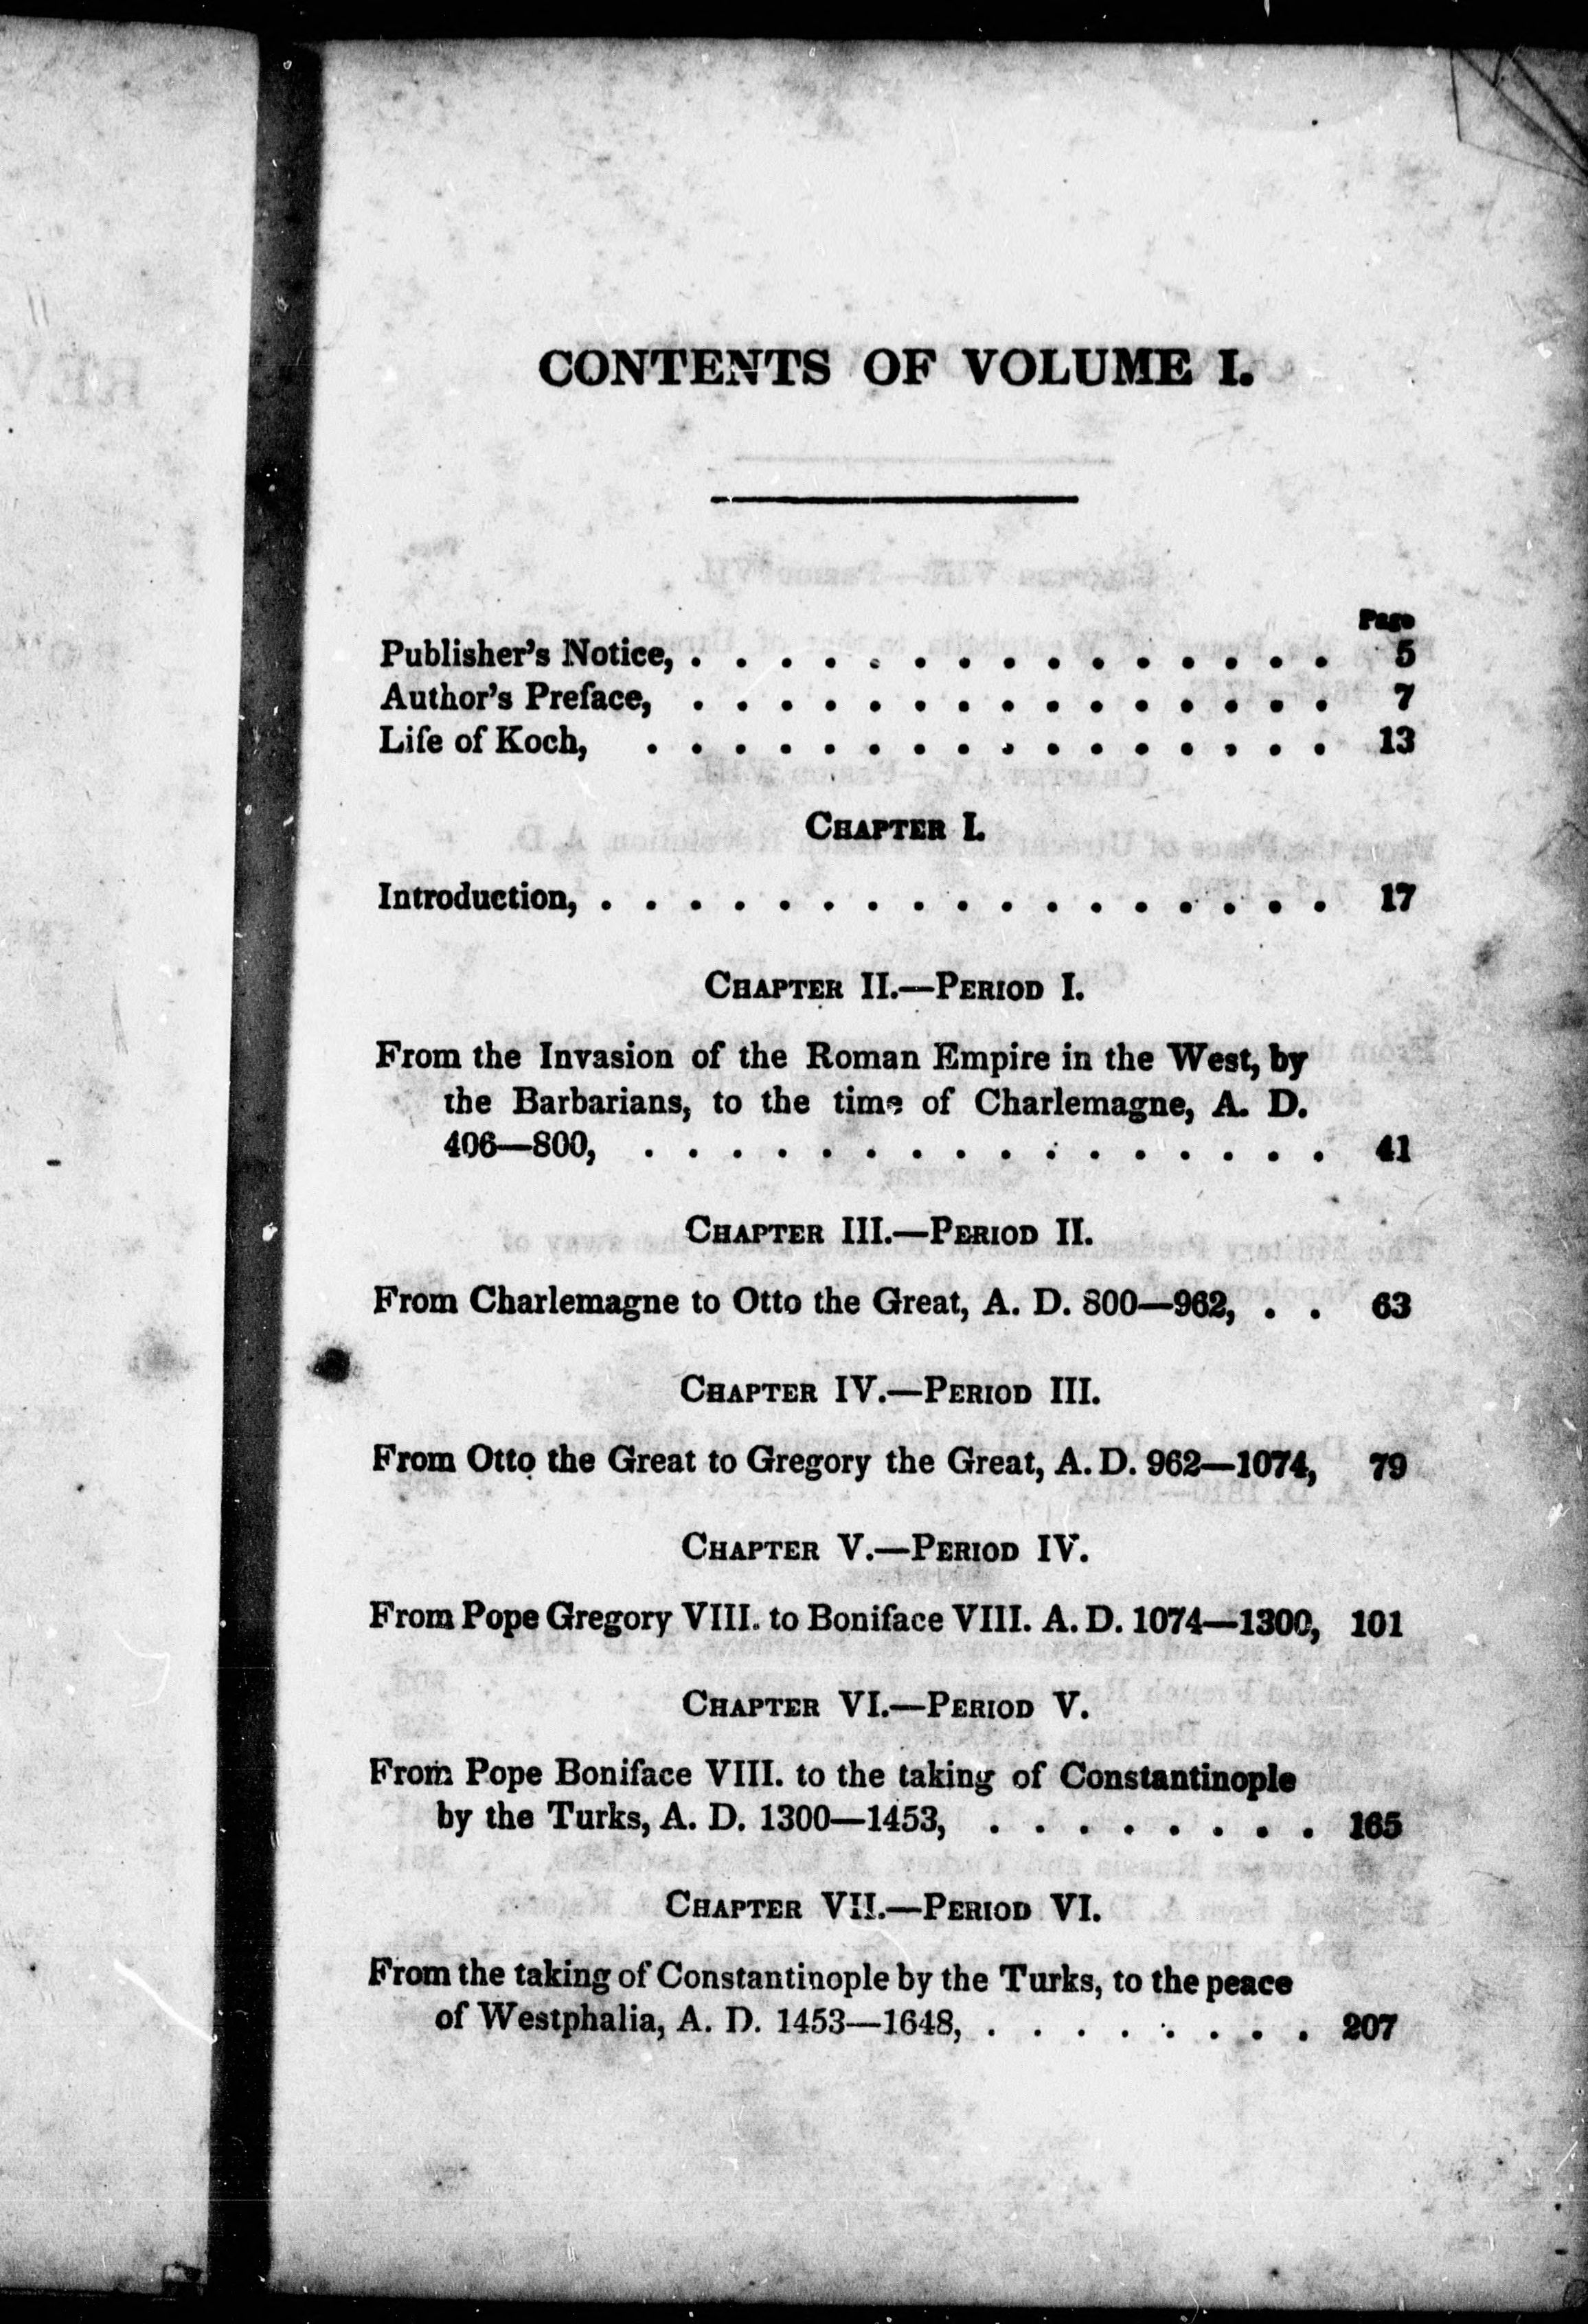 CONTENTS OF VOLUME I.
Page
Publisher's Notice, . . . . . . . . . . . . . . . 5
Author's Preface, . . . . . . . . . . . . . . . 7
Life of Koch, . . . . . . . . . . . . . . . . 13
CHAPTER I.
Introduction, . . . . . . . . . . . . . . . . . 17
CHAPTER II.—PERIOD I.
From the Invasion of the Roman Empire in the West, by
the Barbarians, to the time of Charlemagne, A. D.
406—800, . . . . . . . . . . . . . . . . 41
CHAPTER III.—PERIOD II.
From Charlemagne to Otto the Great, A. D. 800—962, . . 63
CHAPTER IV.—PERIOD III.
From Otto the Great to Gregory the Great, A. D. 962—1074, 79
CHAPTER V.—PERIOD IV.
From Pope Gregory VIII. to Boniface VIII. A. D. 1074—1300, 101
CHAPTER VI.—PERIOD V.
From Pope Boniface VIII. to the taking of Constantinople
by the Turks, A. D. 1300—1453, . . . . . . . . 165
CHAPTER VII.—PERIOD VI.
From the taking of Constantinople by the Turks, to the peace
of Westphalia, A. D. 1453—1648, . . . . . . . . 207